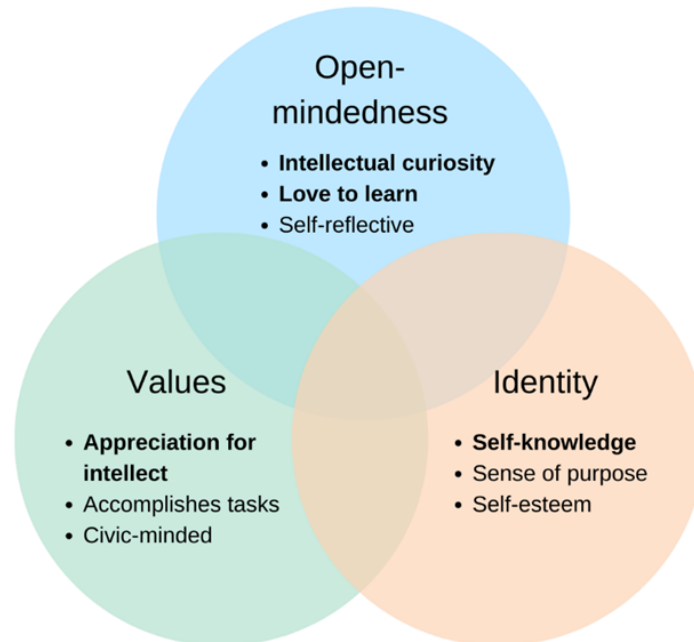 Open-
mindedness
• Intellectual curiosity
• Love to learn
• Self-reflective
Values
• Appreciation for
intellect
• Accomplishes tasks
• Civic-minded
Identity
• Self-knowledge
• Sense of purpose
• Self-esteem